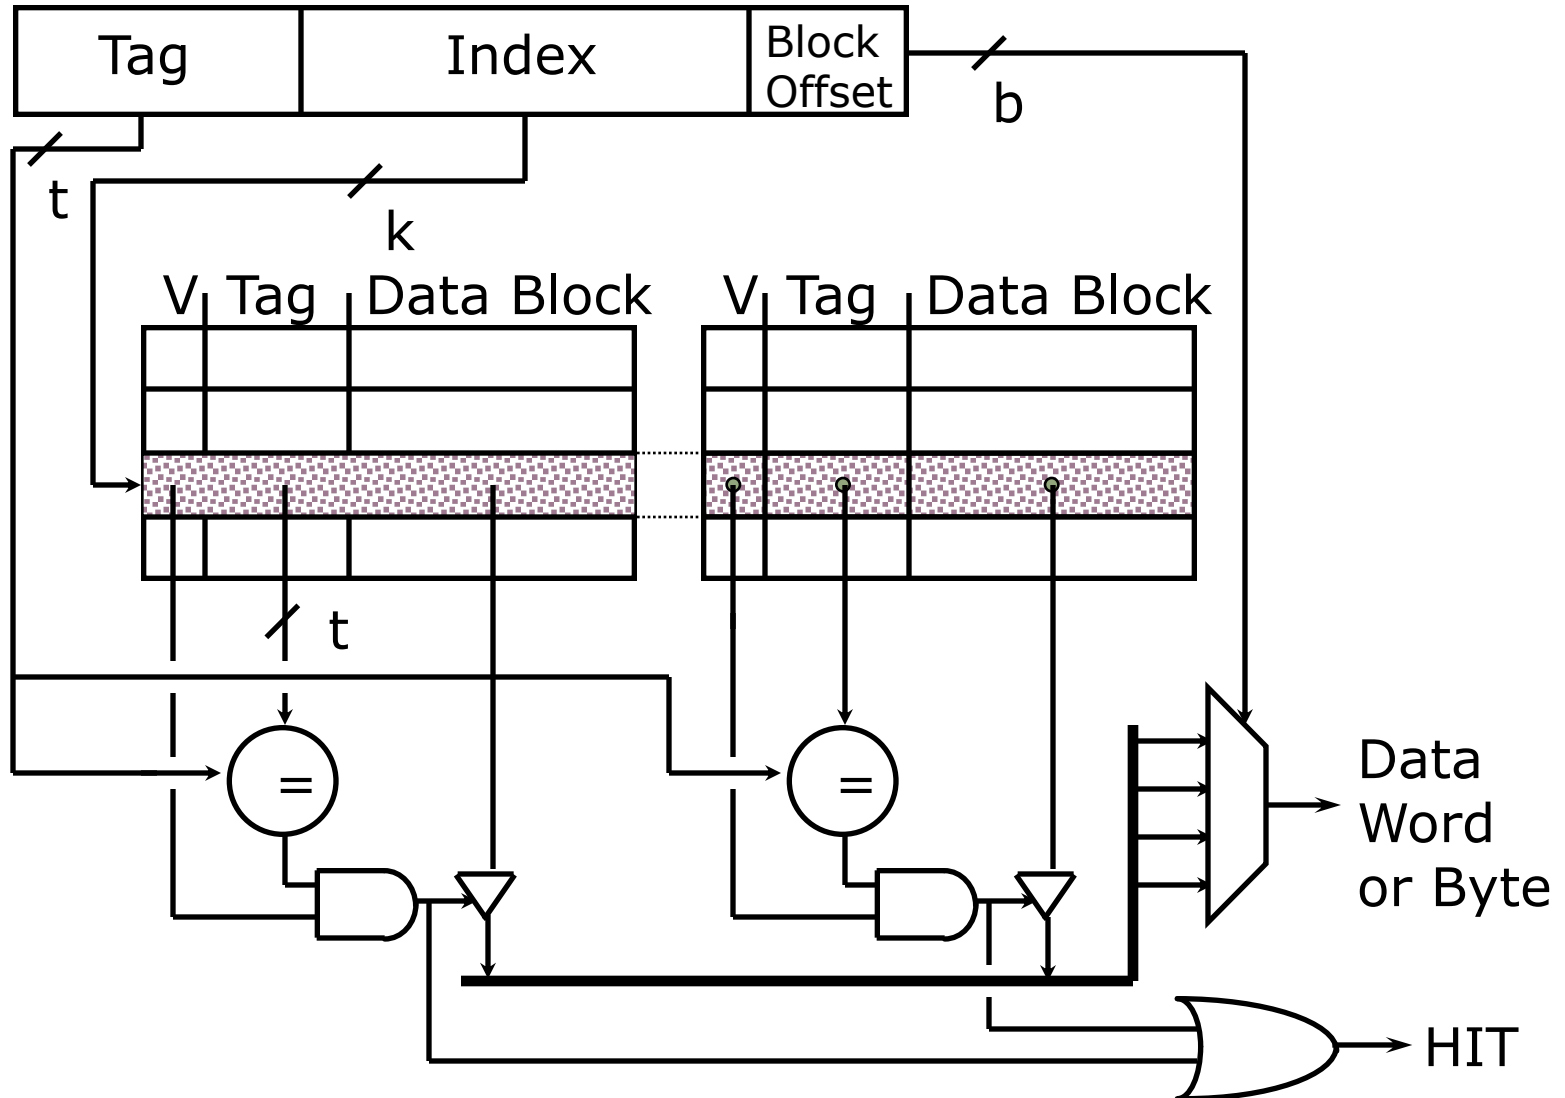 Tag Index Block
Offset
b
t
k
V Tag Data Block V Tag Data Block
t
= =
Data
Word
or Byte
HIT